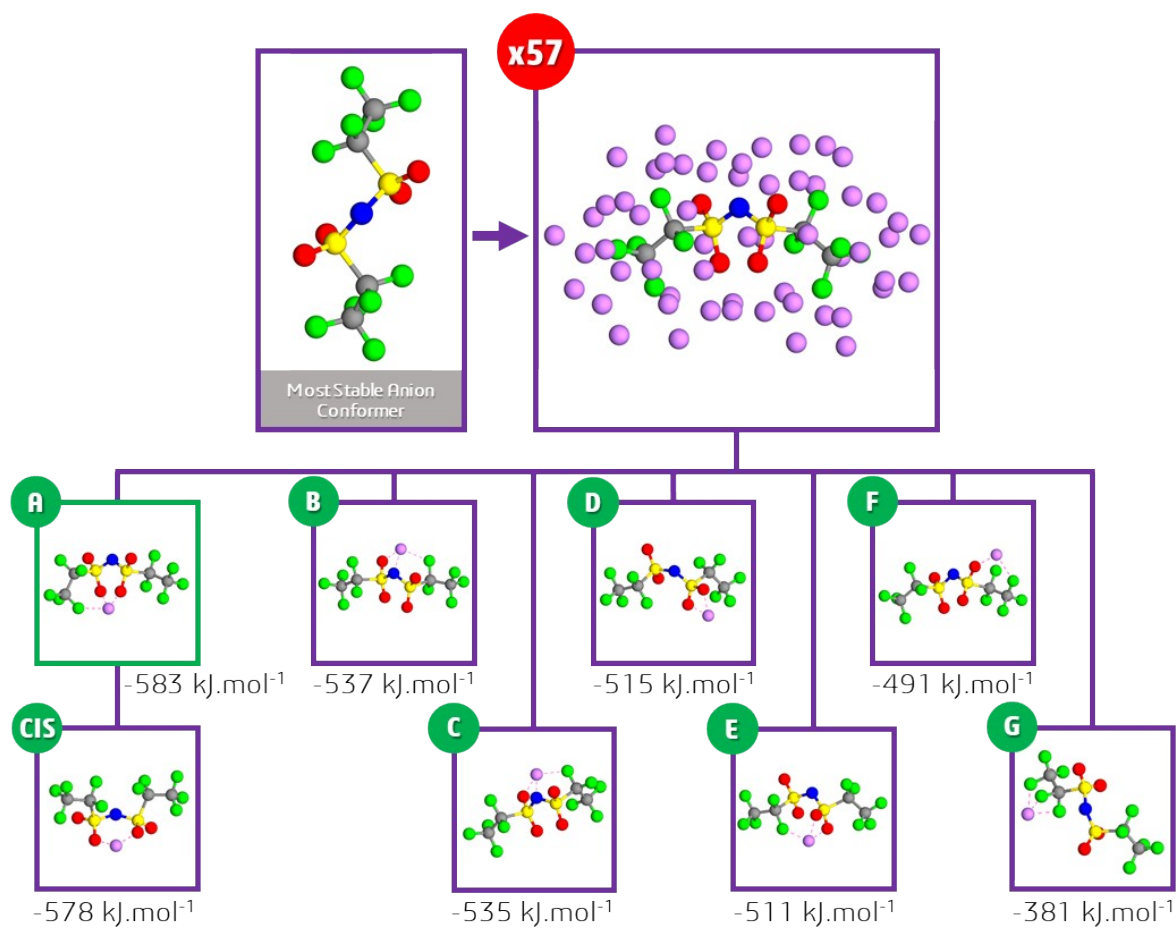 x57
Most Stable Anion
Conformer
A
B
D
F
-583 kJ.mol⁻¹
-537 kJ.mol⁻¹
-515 kJ.mol⁻¹
-491 kJ.mol⁻¹
CIS
C
E
G
-578 kJ.mol⁻¹
-535 kJ.mol⁻¹
-511 kJ.mol⁻¹
-381 kJ.mol⁻¹